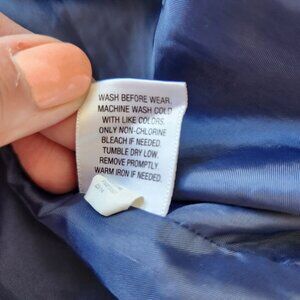 WASH BEFORE WEAR.
MACHINE WASH COLD
WITH LIKE COLORS.
ONLY NON-CHLORINE
BLEACH IF NEEDED.
TUMBLE DRY LOW.
REMOVE PROMPTLY.
WARM IRON IF NEEDED.